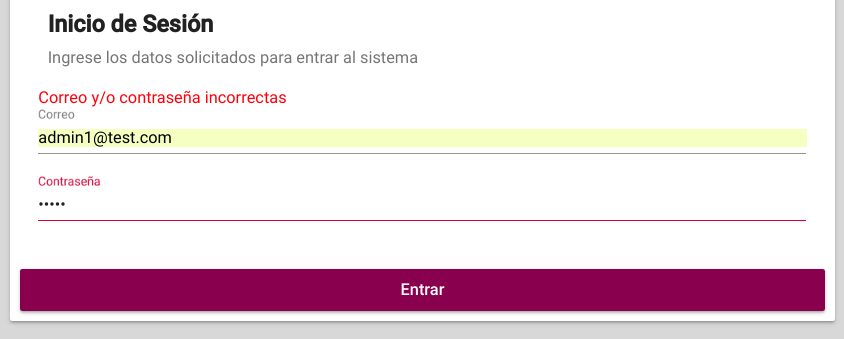 Inicio de Sesión
Ingrese los datos solicitados para entrar al sistema
Correo y/o contraseña incorrectas
Correo
admin1@test.com
Contraseña
•••••
Entrar